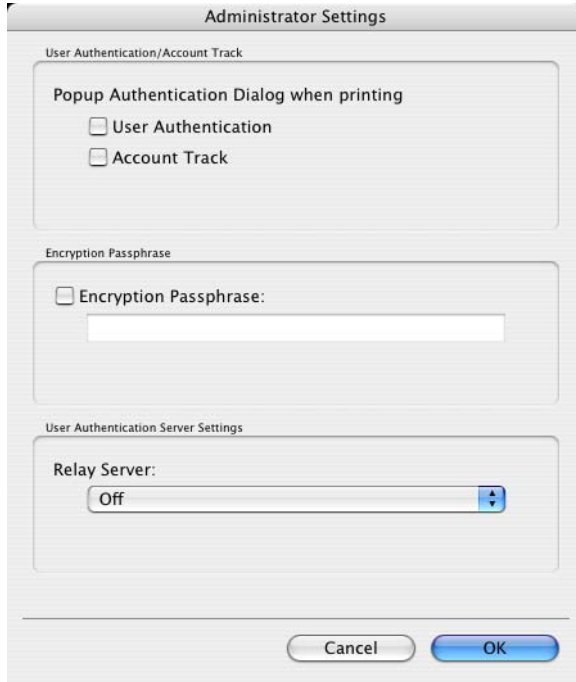 Administrator Settings
User Authentication/Account Track
Popup Authentication Dialog when printing
User Authentication
Account Track
Encryption Passphrase
Encryption Passphrase:
User Authentication Server Settings
Relay Server:
Off
Cancel
OK